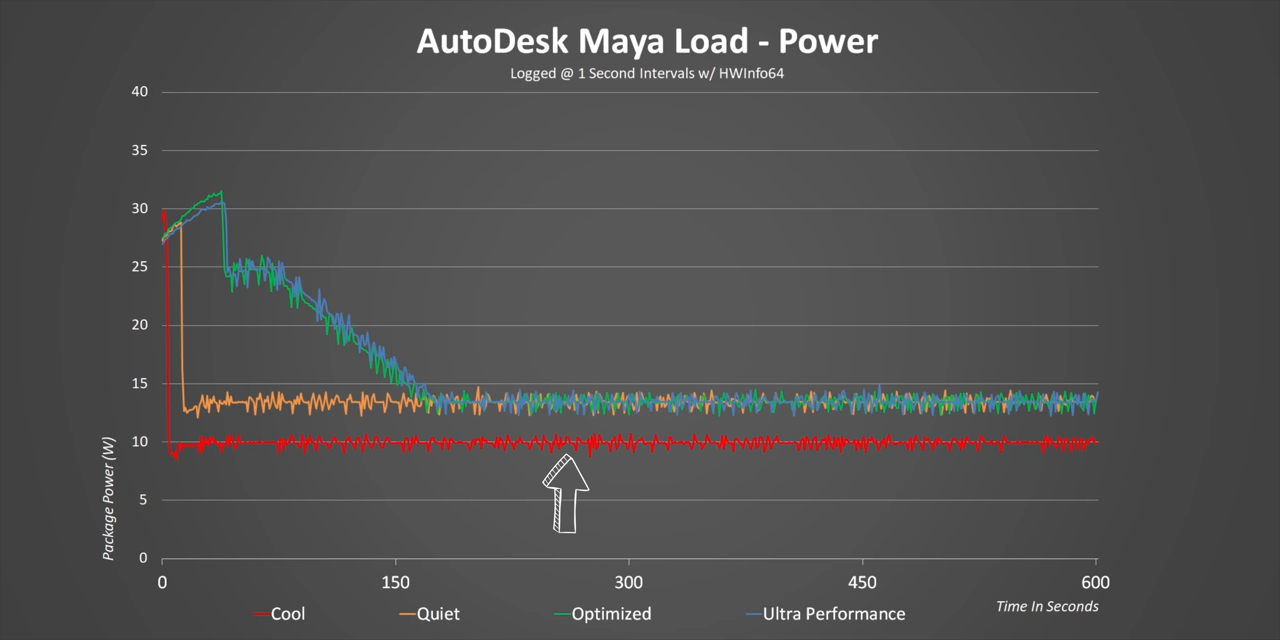 AutoDesk Maya Load - Power
Logged @ 1 Second Intervals w/ HWInfo64
40
35
30
25
20
15
10
5
0
Package Power (W)
0 150 300 450 600
Time In Seconds
Cool Quiet Optimized Ultra Performance